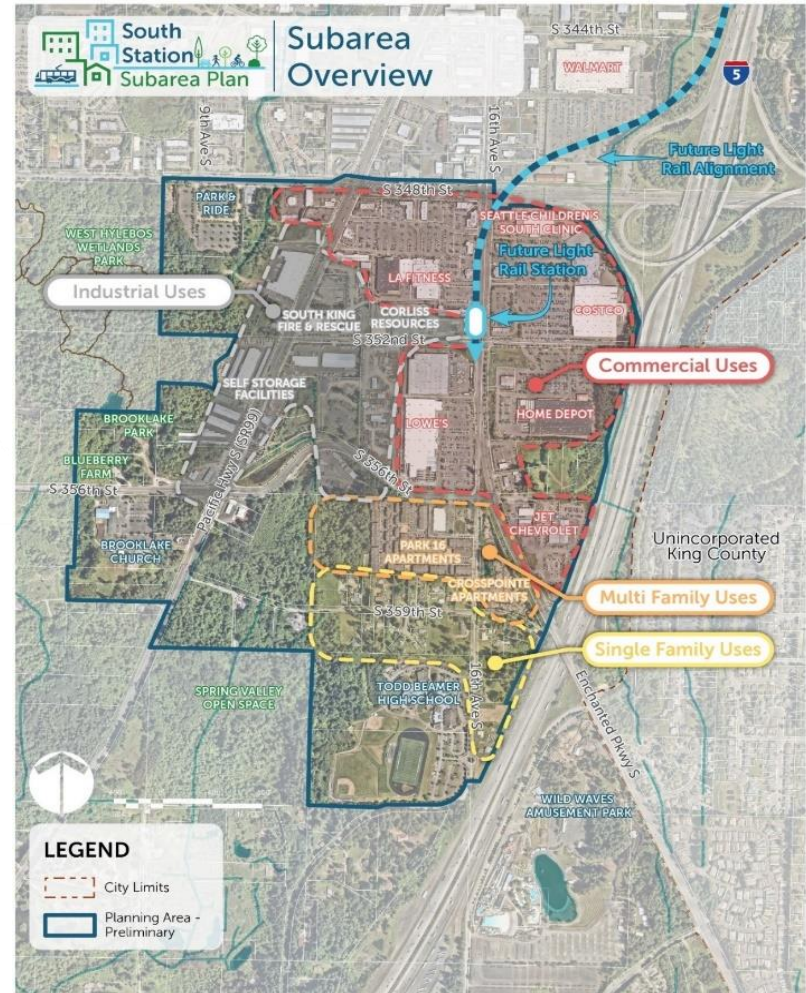 South
Station
Subarea Plan
Subarea
Overview
S 344th St
WALMART
5
9th Ave S
16th Ave S
Future Light
Rail Alignment
PARK &
RIDE
S 348th St
SEATTLE CHILDREN'S
SOUTH CLINIC
WEST HYLEBOS
WETLANDS
PARK
Future Light
Rail Station
LA FITNESS
Industrial Uses
COSTCO
SOUTH KING
FIRE & RESCUE
CORLISS
RESOURCES
S 352nd St
Commercial Uses
SELF STORAGE
FACILITIES
HOME DEPOT
BROOKLAKE
PARK
LOWE'S
Pacific Hwy S (SR99)
BLUEBERRY
FARM
S 356th St
S 356th St
JET
CHEVROLET
BROOKLAKE
CHURCH
PARK 16
APARTMENTS
Unincorporated
King County
CROSSPOINTE
APARTMENTS
Multi Family Uses
S 359th St
Single Family Uses
SPRING VALLEY
OPEN SPACE
TODD BEAMER
HIGH SCHOOL
16th Ave S
Enchanted Pkwy S
WILD WAVES
AMUSEMENT PARK
LEGEND
City Limits
Planning Area -
Preliminary